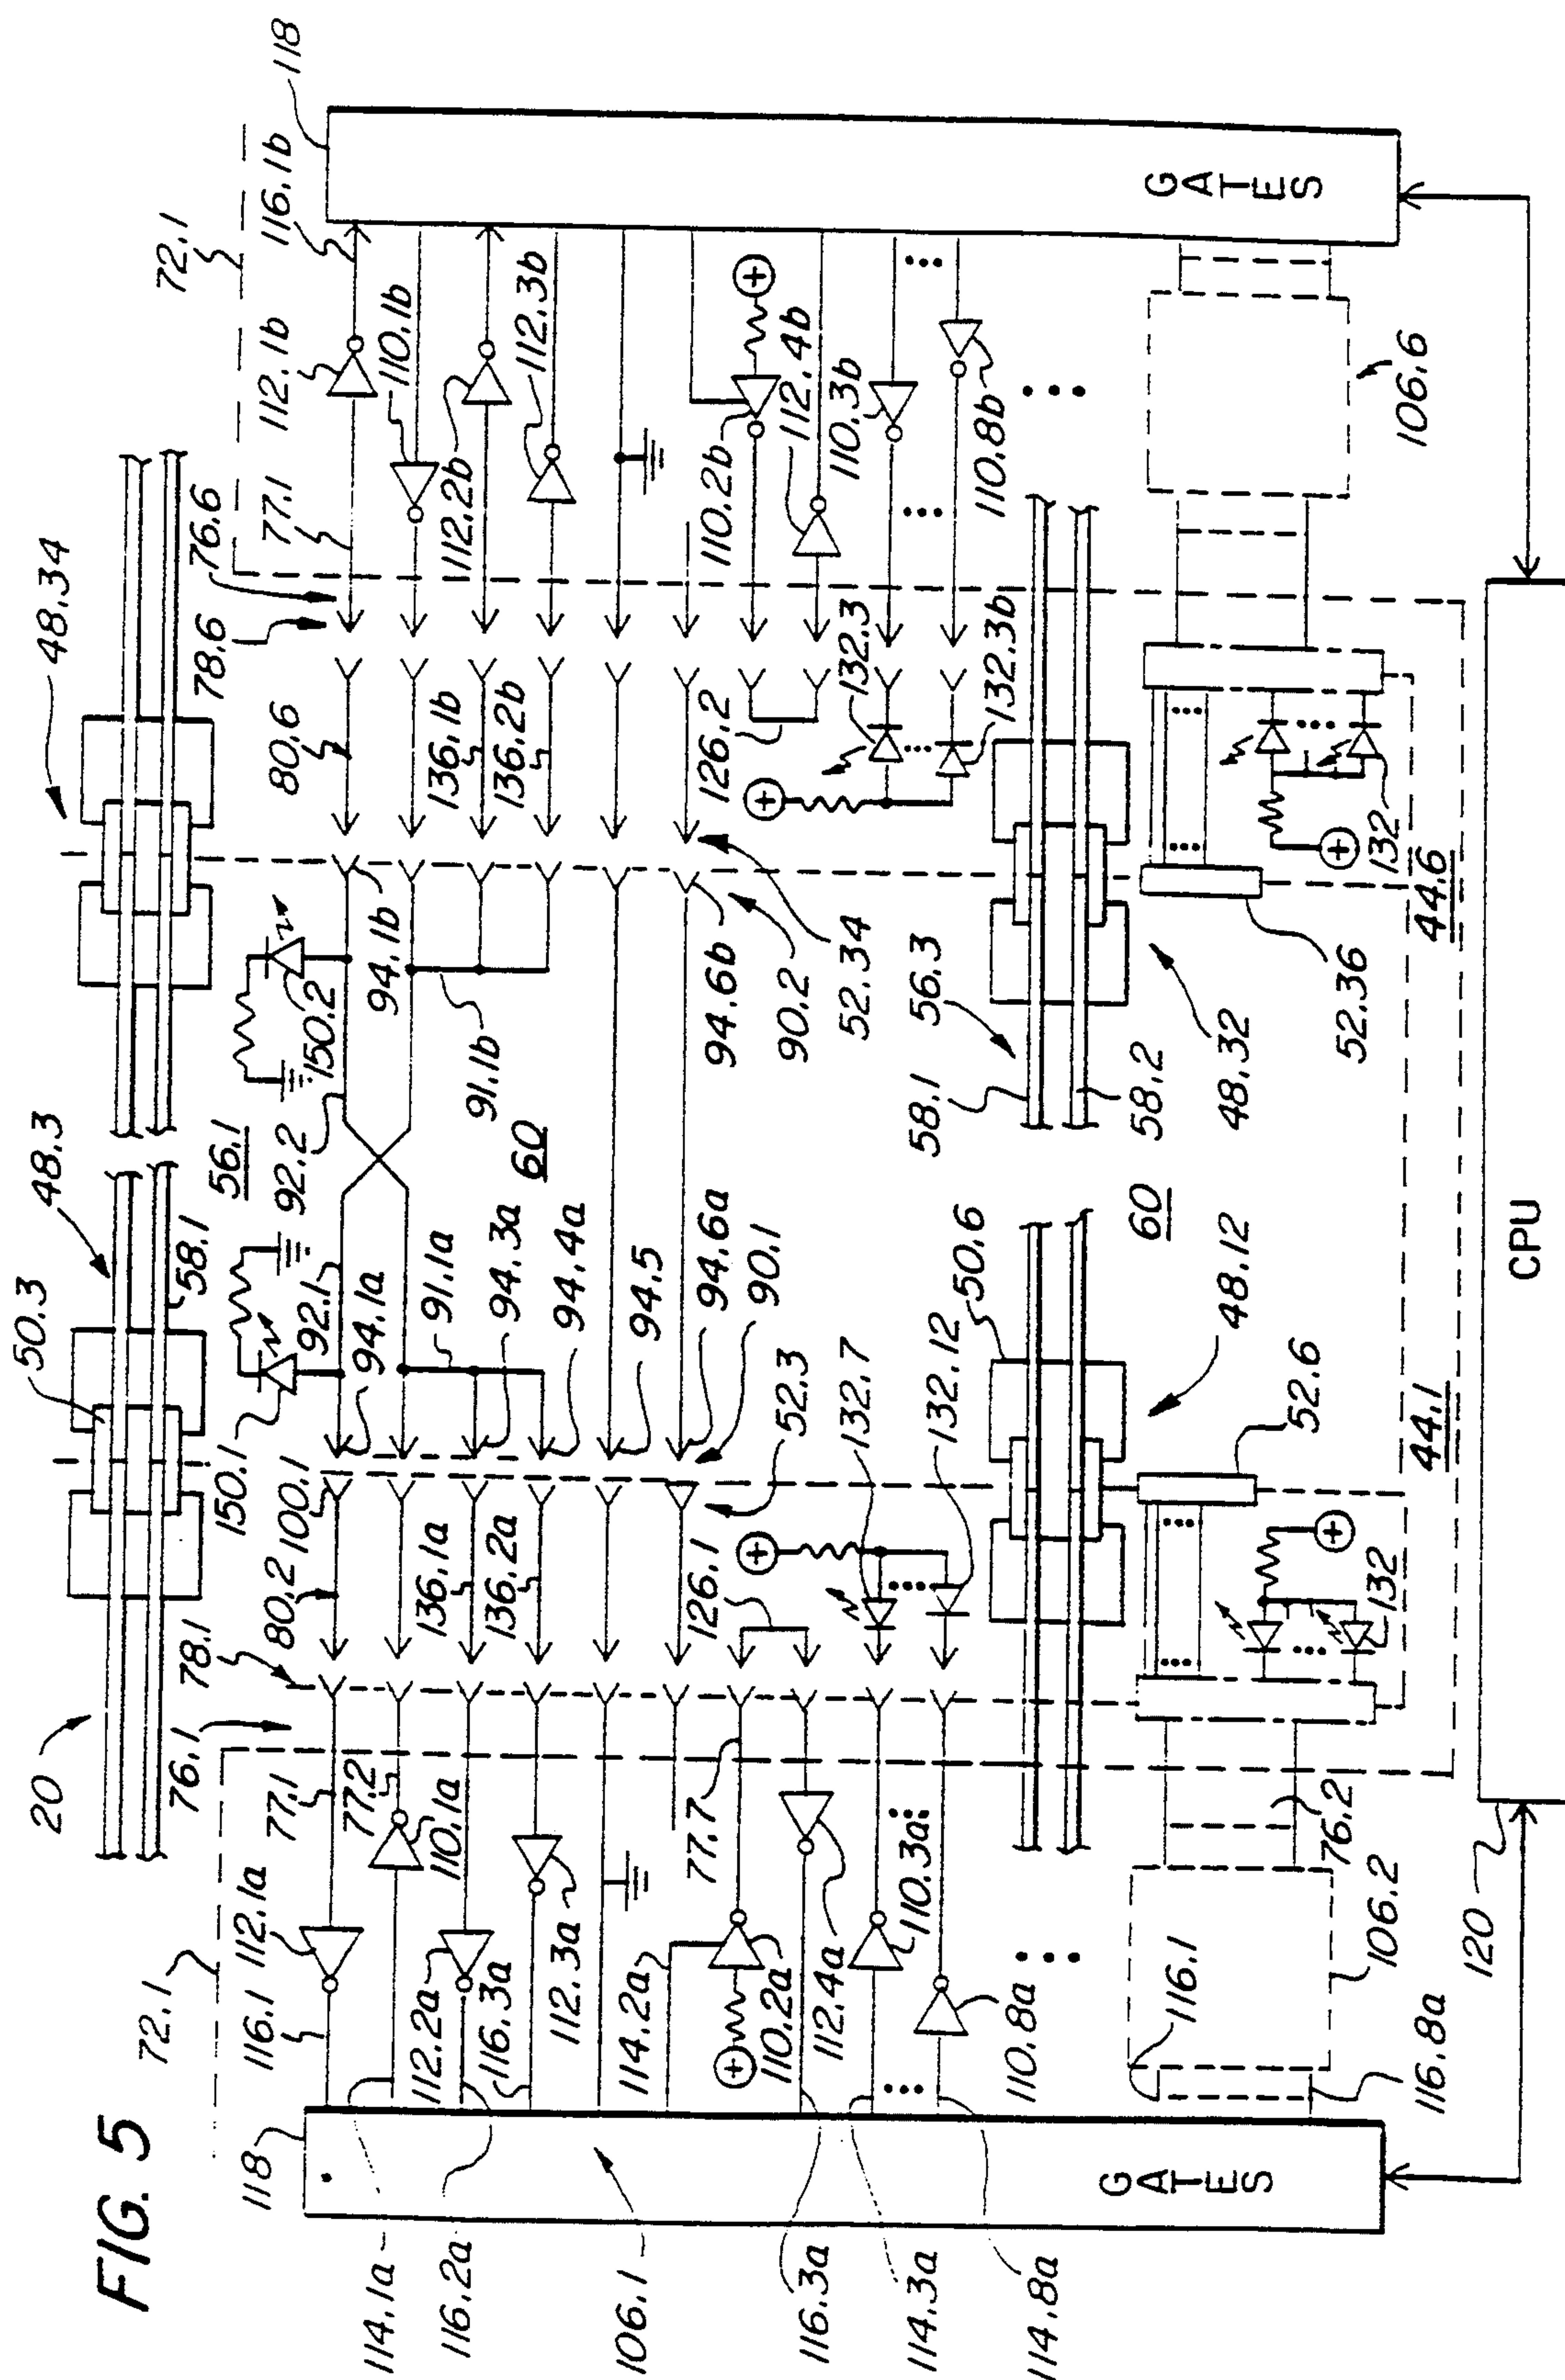 FIG. 5
20
50.3
48.3
48.34
58.1
72.1
76.1
78.1
80.2
100.1
150.1
56.1
92.2
150.2
80.6
78.6
76.6
77.1
112.1b
72.1
116.1b
118
118
116.1
112.1a
77.1
77.2
92.1
94.1a
94.1b
114.1a
110.1a
136.1a
91.1a
136.1b
110.1b
116.2a
112.2a
116.3a
136.2a
94.3a
60
91.1b
136.2b
112.2b
112.3b
106.1
112.3a
94.4a
114.2a
77.7
94.5
94.6a
94.6b
90.1
90.2
126.1
52.3
52.34
126.2
110.2b
110.2a
112.4a
132.7
132.3
112.4b
116.3a
110.3a
132.12
50.6
58.1
56.3
132.3b
110.3b
114.3a
110.8a
110.8b
114.8a
60
58.2
48.12
48.32
GATES
116.1
106.2
76.2
132
52.6
52.36
132
106.6
GATES
116.8a
44.1
44.6
120
CPU